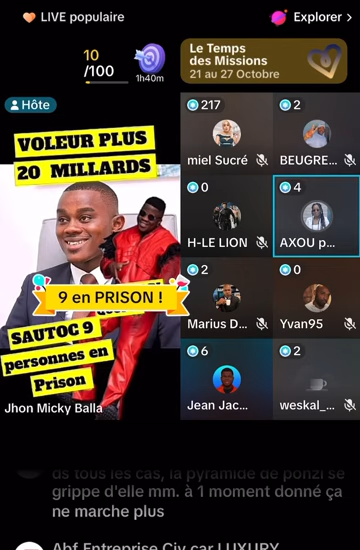 LIVE populaire
Explorer >
10
/100
1h40m
Le Temps
des Missions
21 au 27 Octobre
Hôte
VOLEUR PLUS
20 MILLARDS
9 en PRISON !
SAUTOC 9
personnes en
Prison
Jhon Micky Balla
217
miel Sucré
2
BEUGRE...
0
H-LE LION
4
AXOU p...
2
Marius D...
0
Yvan95
6
Jean Jac...
2
weskal_...
ds tous les cas, la pyramide de ponzi se
grippe d'elle mm. à 1 moment donné ça
ne marche plus
Abf Entreprise Civ car LUXURY